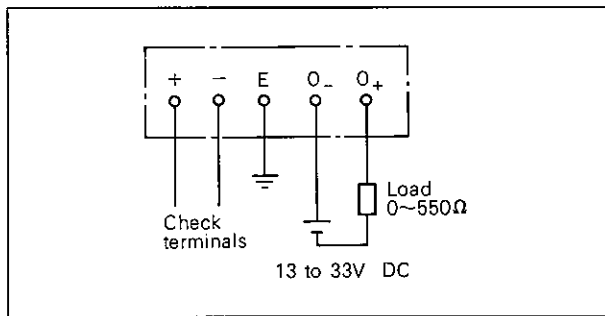 + − E O₋ O₊
Load
0~550Ω
Check
terminals
13 to 33V DC